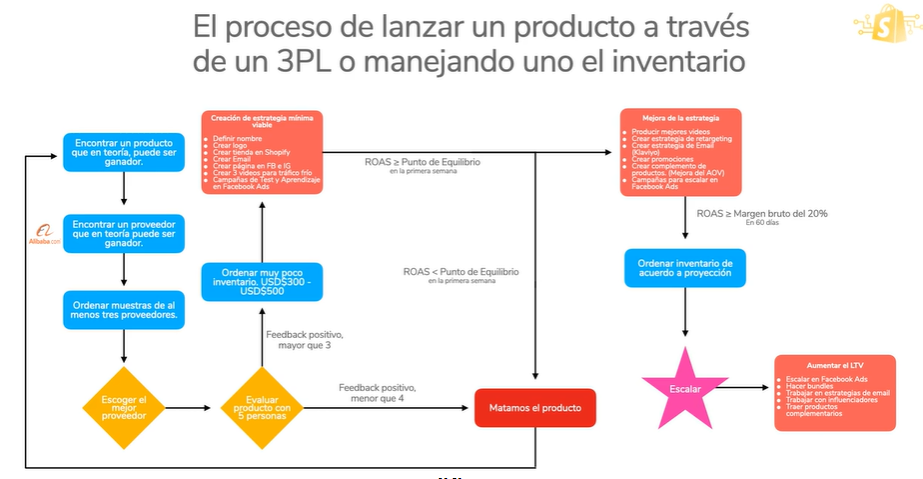 El proceso de lanzar un producto a través
de un 3PL o manejando uno el inventario
S
Encontrar un producto
que en teoría, puede ser
ganador.
Alibaba.com
Encontrar un proveedor
que en teoría puede ser
ganador.
Ordenar muestras de al
menos tres proveedores.
Escoger el
mejor
proveedor
Evaluar
producto con
5 personas
Feedback positivo,
mayor que 3
Feedback positivo,
menor que 4
Ordenar muy poco
inventario. USD$300 -
USD$500
Creación de estrategia mínima
viable
• Definir nombre
• Crear logo
• Crear tienda en Shopify
• Crear Email
• Crear página en FB e IG
• Crear 3 videos para tráfico frío
• Campañas de Test y Aprendizaje
en Facebook Ads
ROAS ≥ Punto de Equilibrio
en la primera semana
ROAS < Punto de Equilibrio
en la primera semana
Matamos el producto
Mejora de la estrategia
• Producir mejores videos
• Crear estrategia de retargeting
• Crear estrategia de Email
(Klaviyo)
• Crear promociones
• Crear complemento de
productos. (Mejora del AOV)
• Campañas para escalar en
Facebook Ads
ROAS ≥ Margen bruto del 20%
En 60 días
Ordenar inventario de
acuerdo a proyección
Escalar
Aumentar el LTV
• Escalar en Facebook Ads
• Hacer bundles
• Trabajar en estrategias de email
• Trabajar con influenciadores
• Traer productos
complementarios